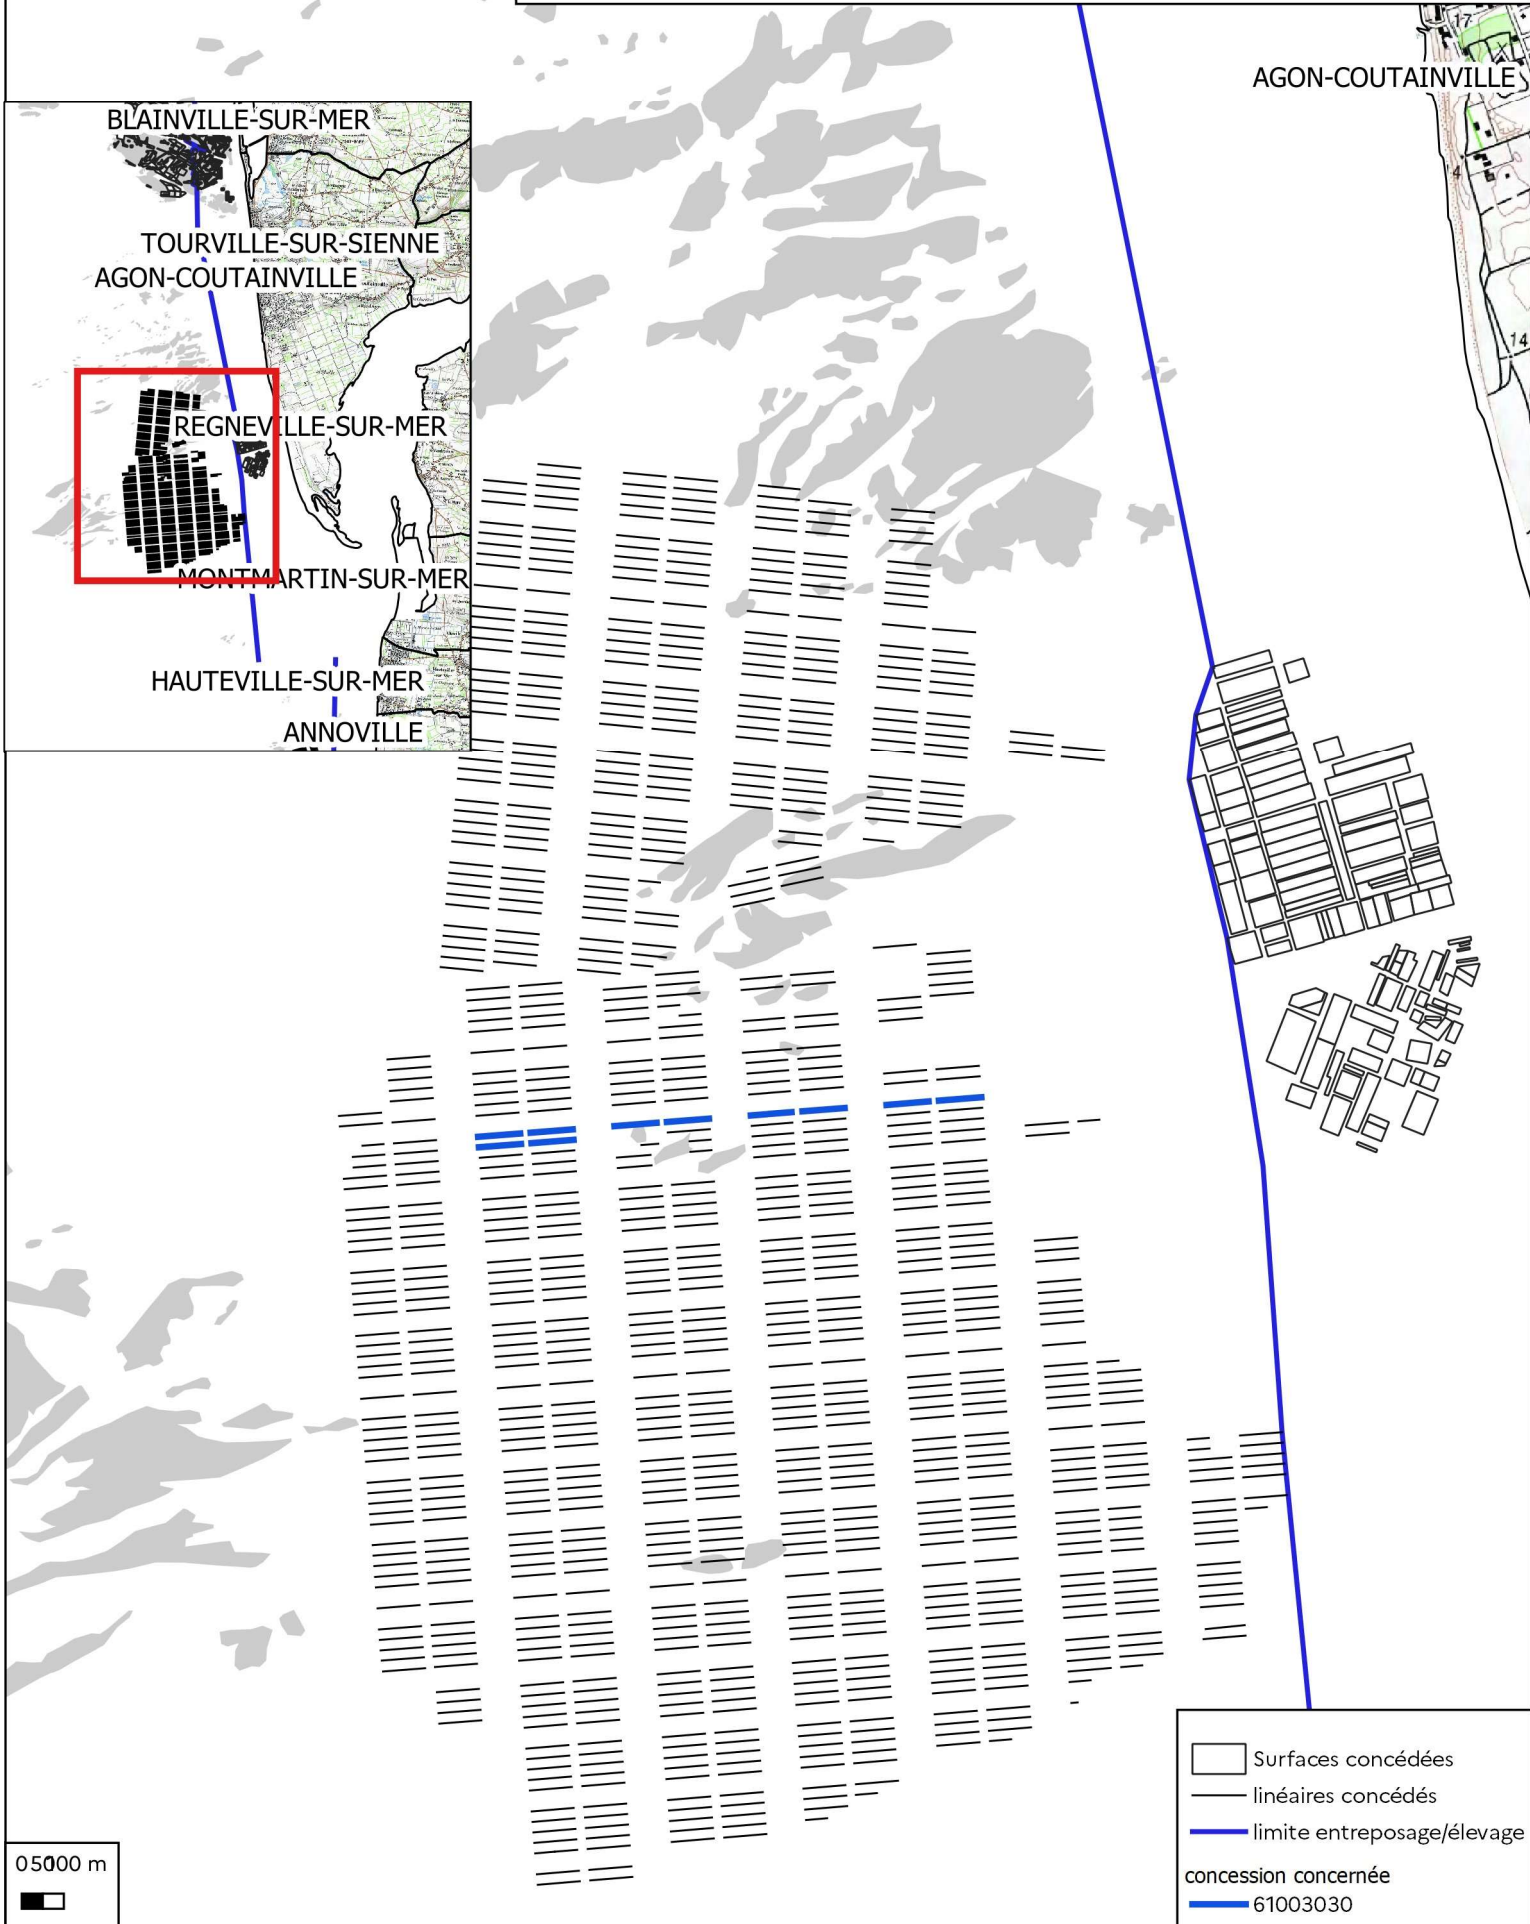 17
AGON-COUTAINVILLE
4
14
BLAINVILLE-SUR-MER
TOURVILLE-SUR-SIENNE
AGON-COUTAINVILLE
REGNEVILLE-SUR-MER
MONTMARTIN-SUR-MER
HAUTEVILLE-SUR-MER
ANNOVILLE
Surfaces concédées
linéaires concédés
limite entreposage/élevage
concession concernée
61003030